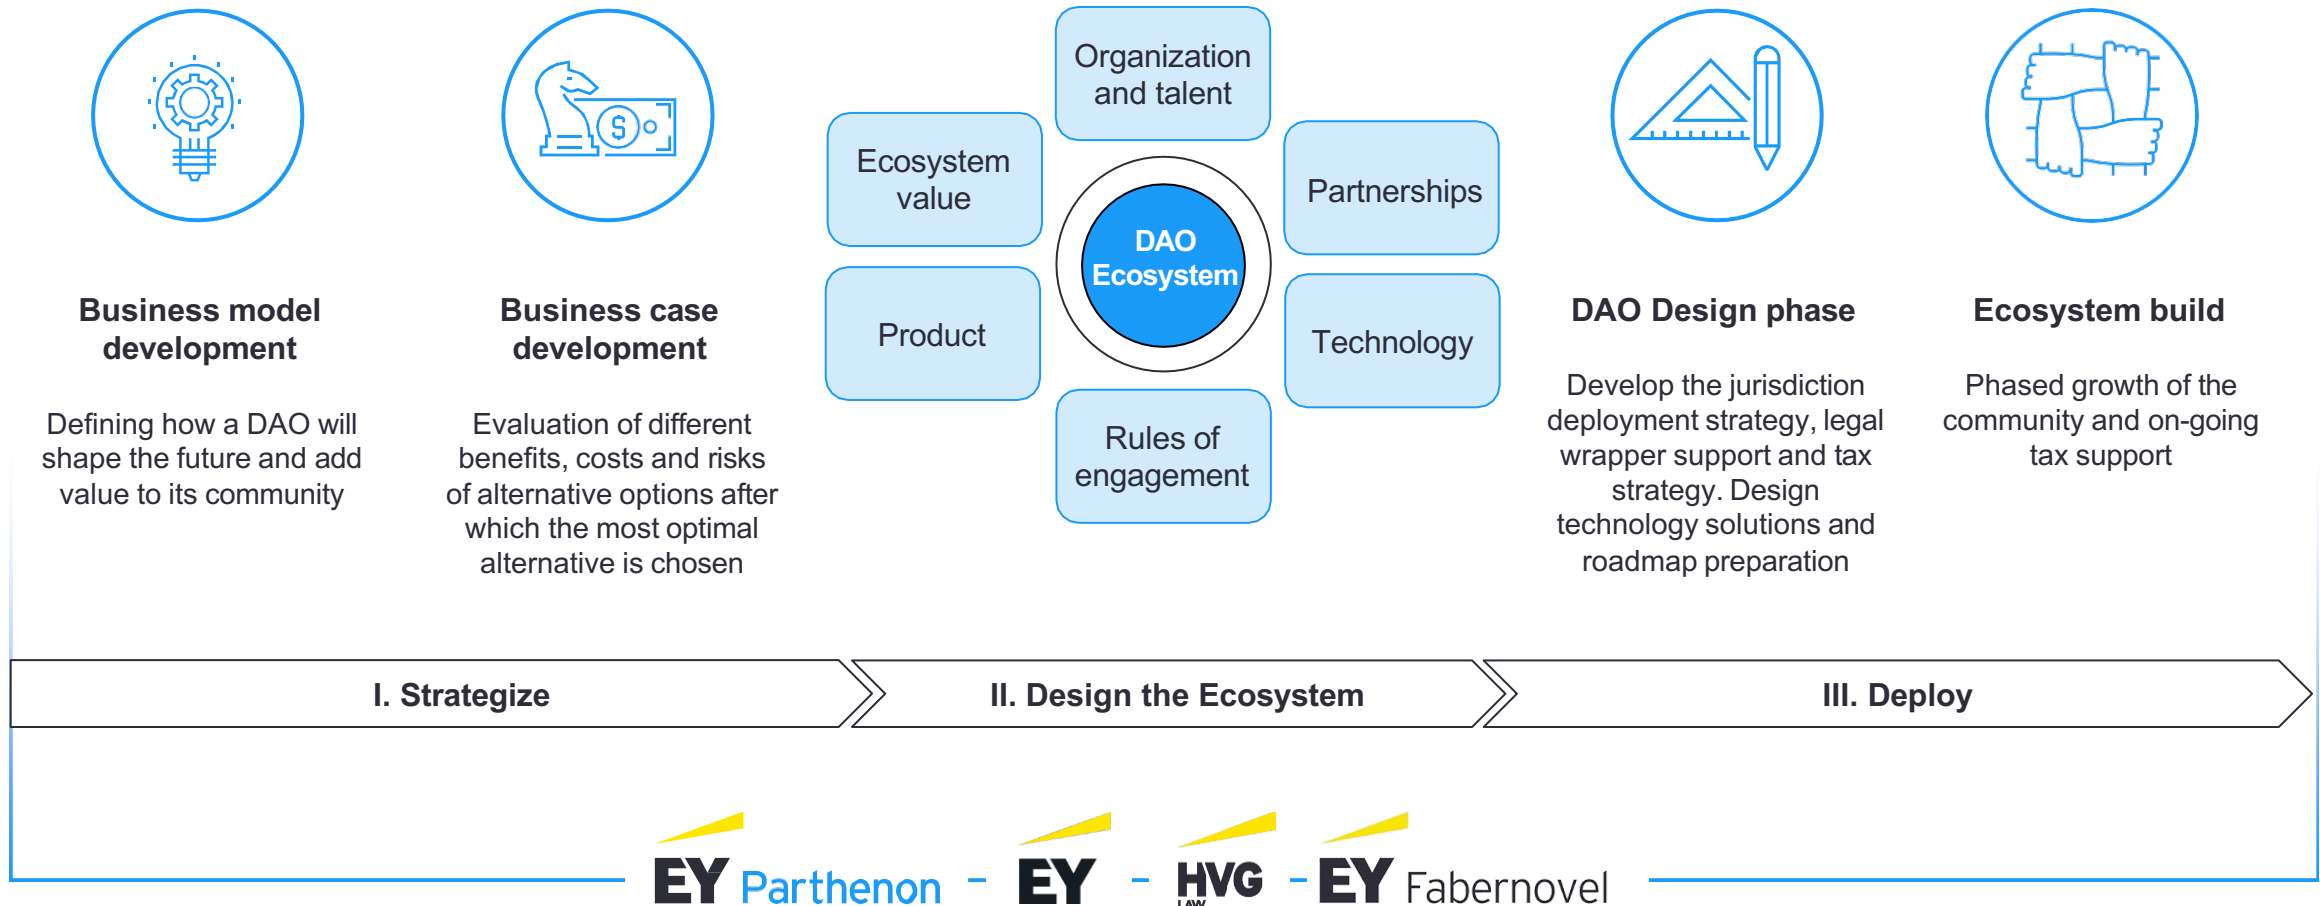 Business model
development
Defining how a DAO will
shape the future and add
value to its community
Business case
development
Evaluation of different
benefits, costs and risks
of alternative options after
which the most optimal
alternative is chosen
Organization
and talent
Ecosystem
value
Partnerships
DAO
Ecosystem
Product
Technology
Rules of
engagement
DAO Design phase
Develop the jurisdiction
deployment strategy, legal
wrapper support and tax
strategy. Design
technology solutions and
roadmap preparation
Ecosystem build
Phased growth of the
community and on-going
tax support
I. Strategize
II. Design the Ecosystem
III. Deploy
EY Parthenon
EY
HVG
LAW
EY Fabernovel